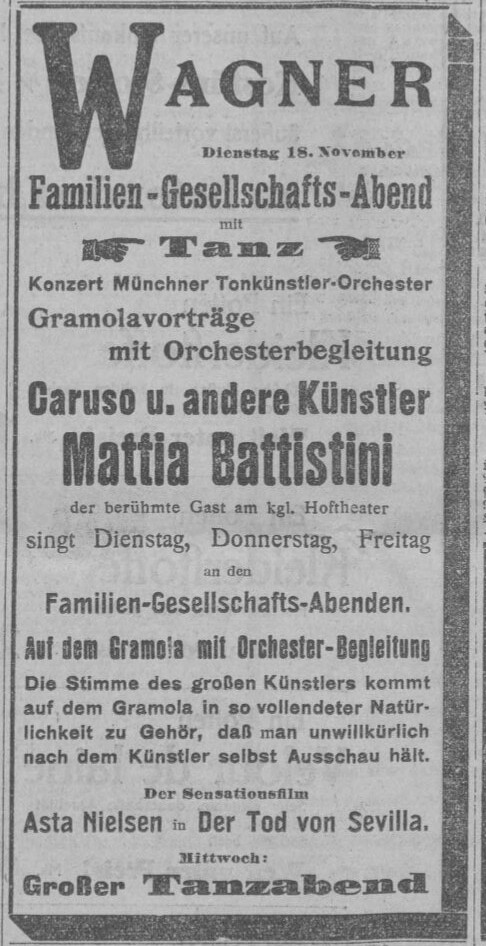 WAGNER
Dienstag 18. November
Familien-Gesellschafts-Abend
mit
Tanz
Konzert Münchner Tonkünstler-Orchester
Gramolavorträge
mit Orchesterbegleitung
Caruso u. andere Künstler
Mattia Battistini
der berühmte Gast am kgl. Hoftheater
singt Dienstag, Donnerstag, Freitag
an den
Familien-Gesellschafts-Abenden.
Auf dem Gramola mit Orchester-Begleitung
Die Stimme des großen Künstlers kommt
auf dem Gramola in so vollendeter Natür-
lichkeit zu Gehör, daß man unwillkürlich
nach dem Künstler selbst Ausschau hält.
Der Sensationsfilm
Asta Nielsen in Der Tod von Sevilla.
Mittwoch:
Großer Tanzabend